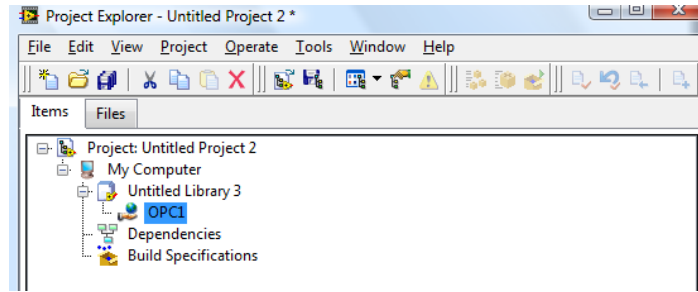 Project Explorer - Untitled Project 2 *
File Edit View Project Operate Tools Window Help
Items Files
Project: Untitled Project 2
My Computer
Untitled Library 3
OPC1
Dependencies
Build Specifications